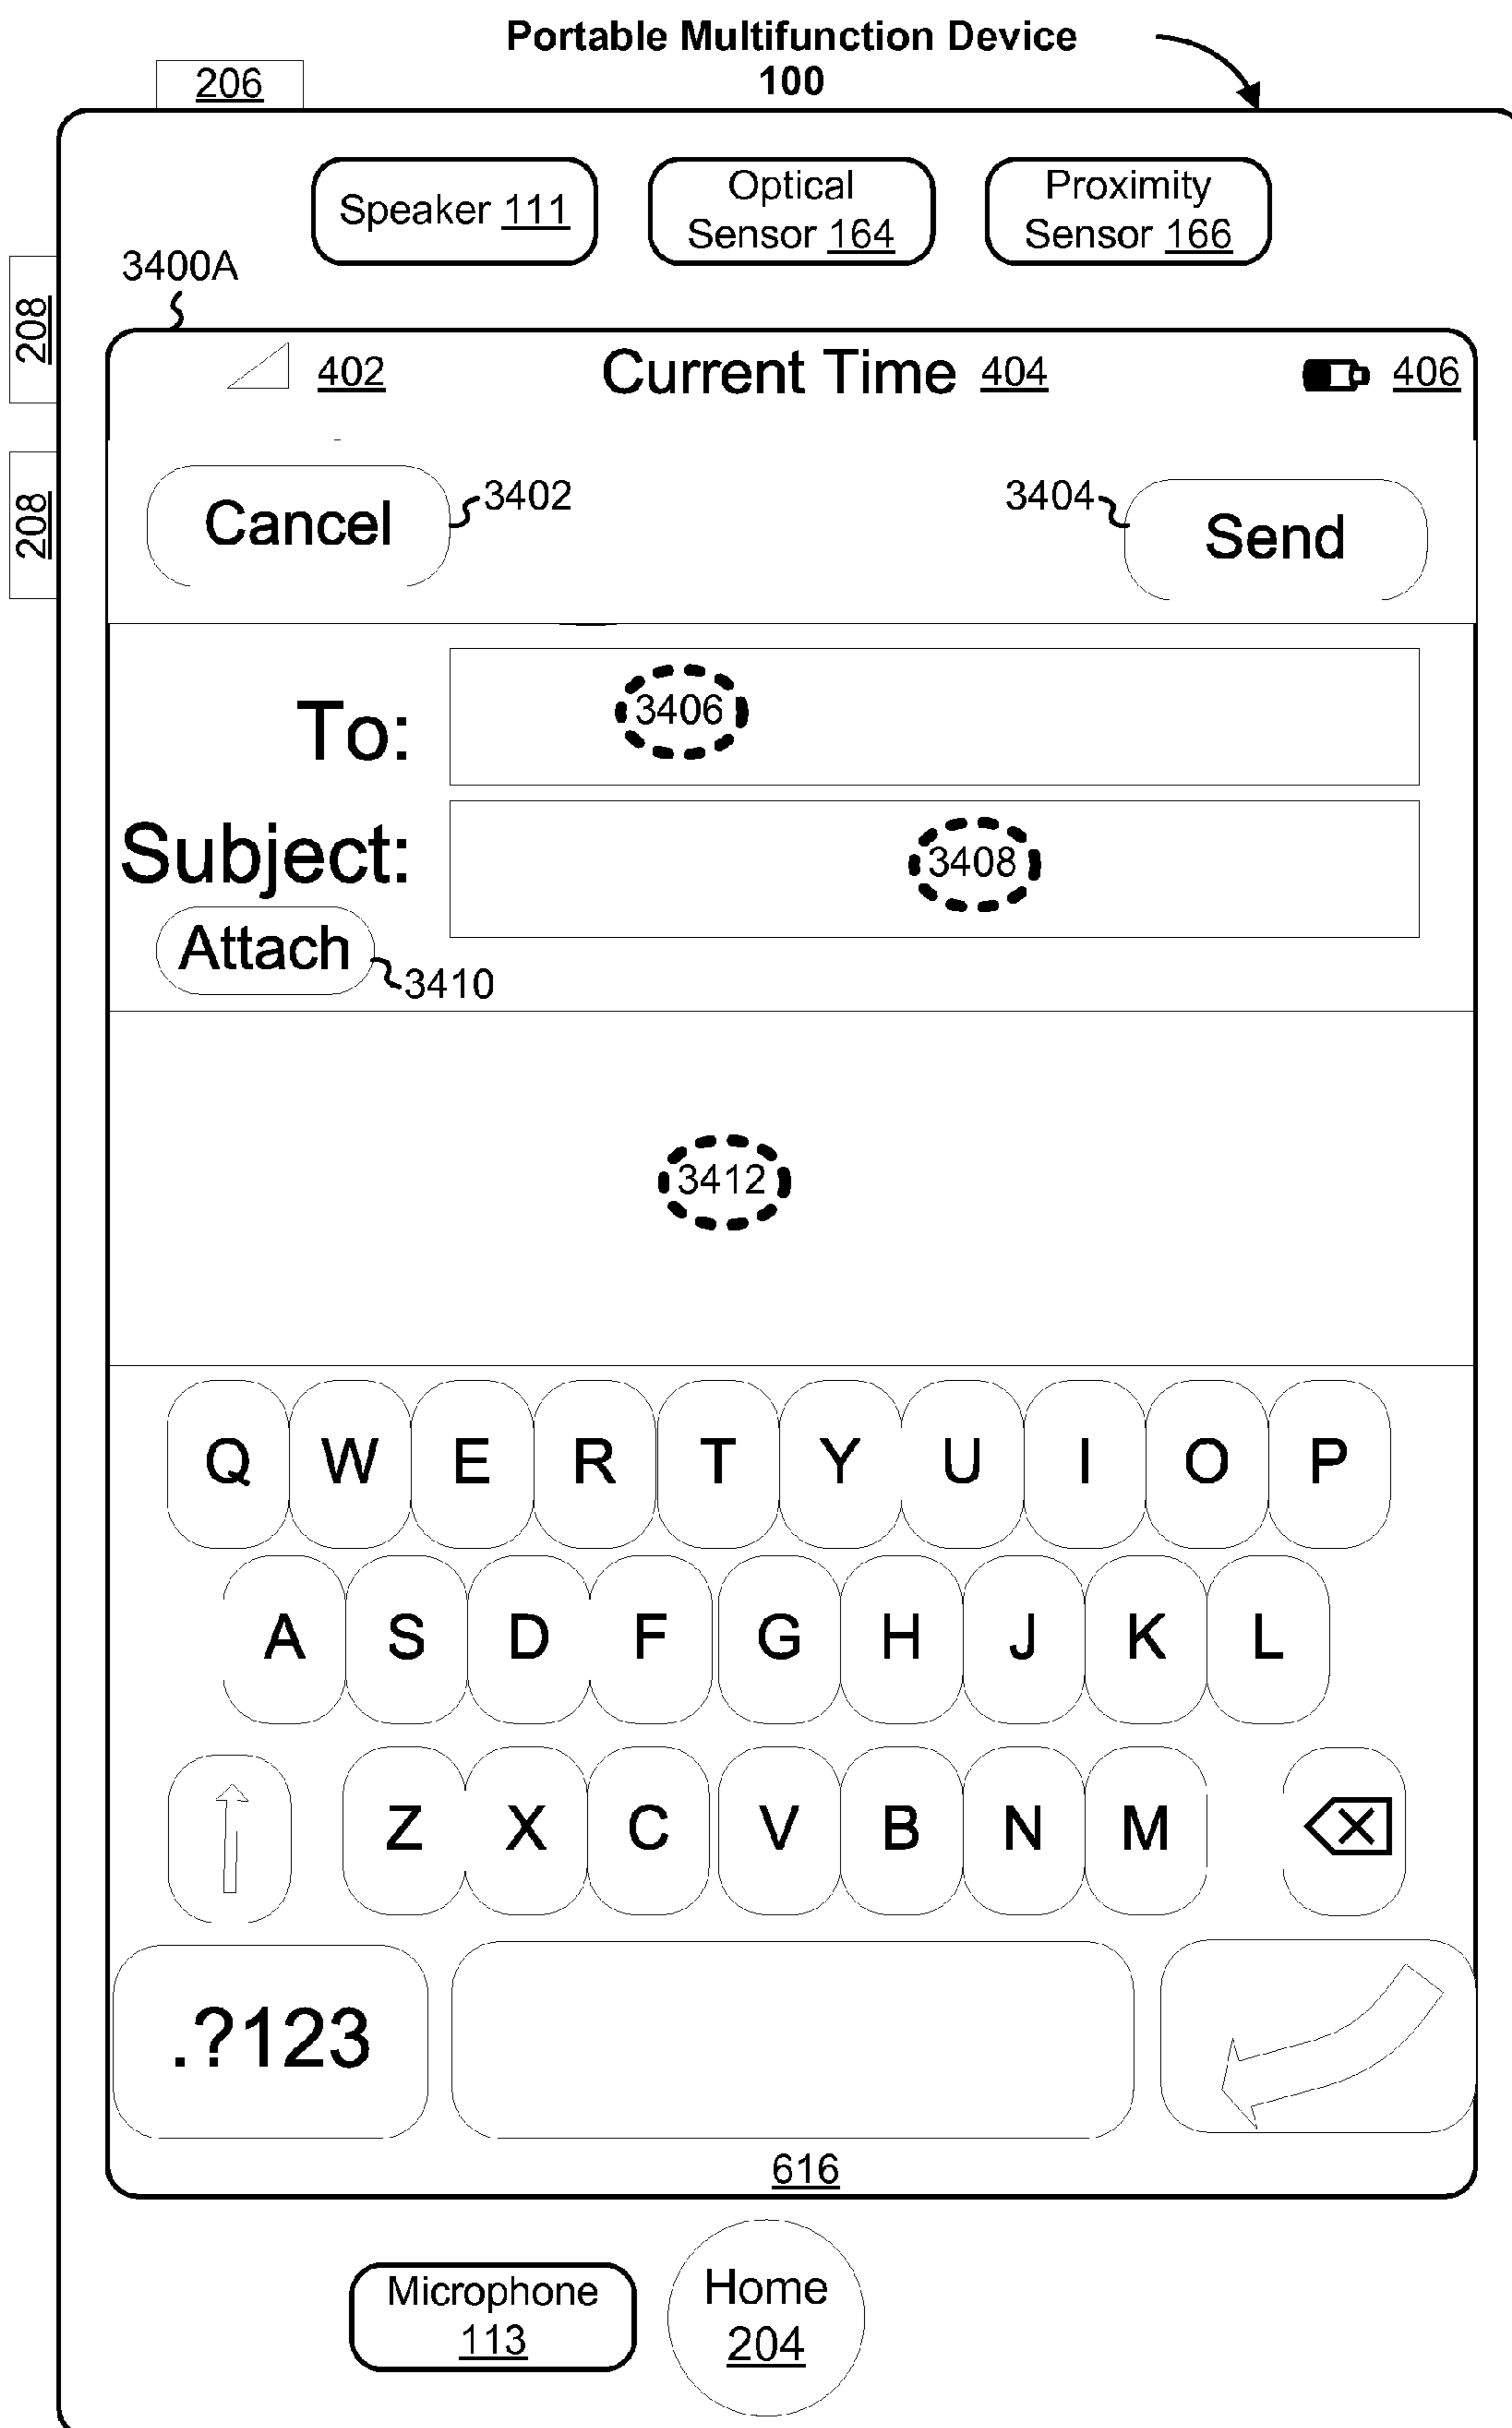 Portable Multifunction Device
100
206
Speaker 111
Optical
Sensor 164
Proximity
Sensor 166
3400A
208
208
402
Current Time 404
406
Cancel
3402
3404
Send
To:
3406
Subject:
3408
Attach
3410
3412
Q W E R T Y U I O P
A S D F G H J K L
Z X C V B N M
.?123
616
Microphone
113
Home
204